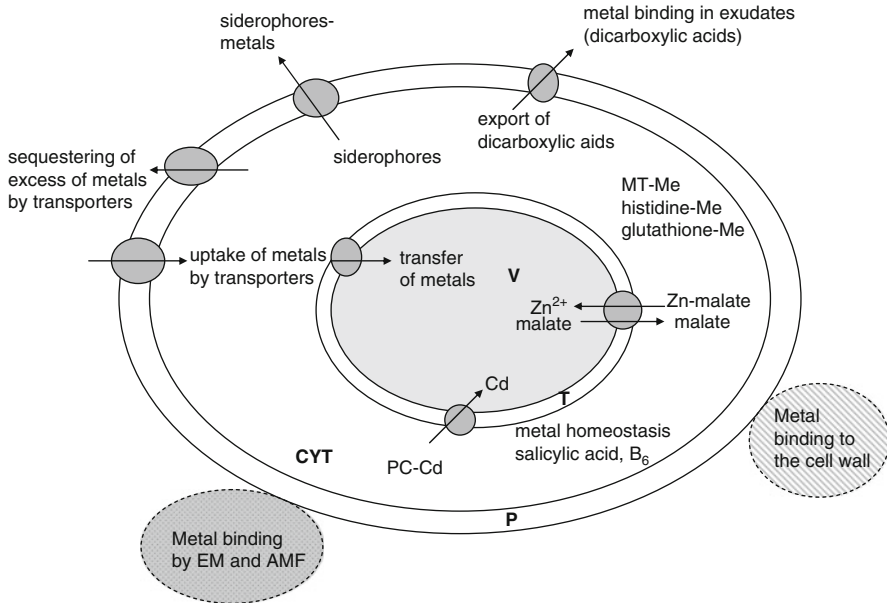 siderophores-
metals
metal binding in exudates
(dicarboxylic acids)
export of
dicarboxylic aids
siderophores
sequestering of
excess of metals
by transporters
MT-Me
histidine-Me
glutathione-Me
uptake of metals
by transporters
transfer
of metals
V
Zn²⁺
malate
Zn-malate
malate
Cd
T
metal homeostasis
salicylic acid, B₆
PC-Cd
CYT
P
Metal
binding to
the cell wall
Metal binding
by EM and AMF